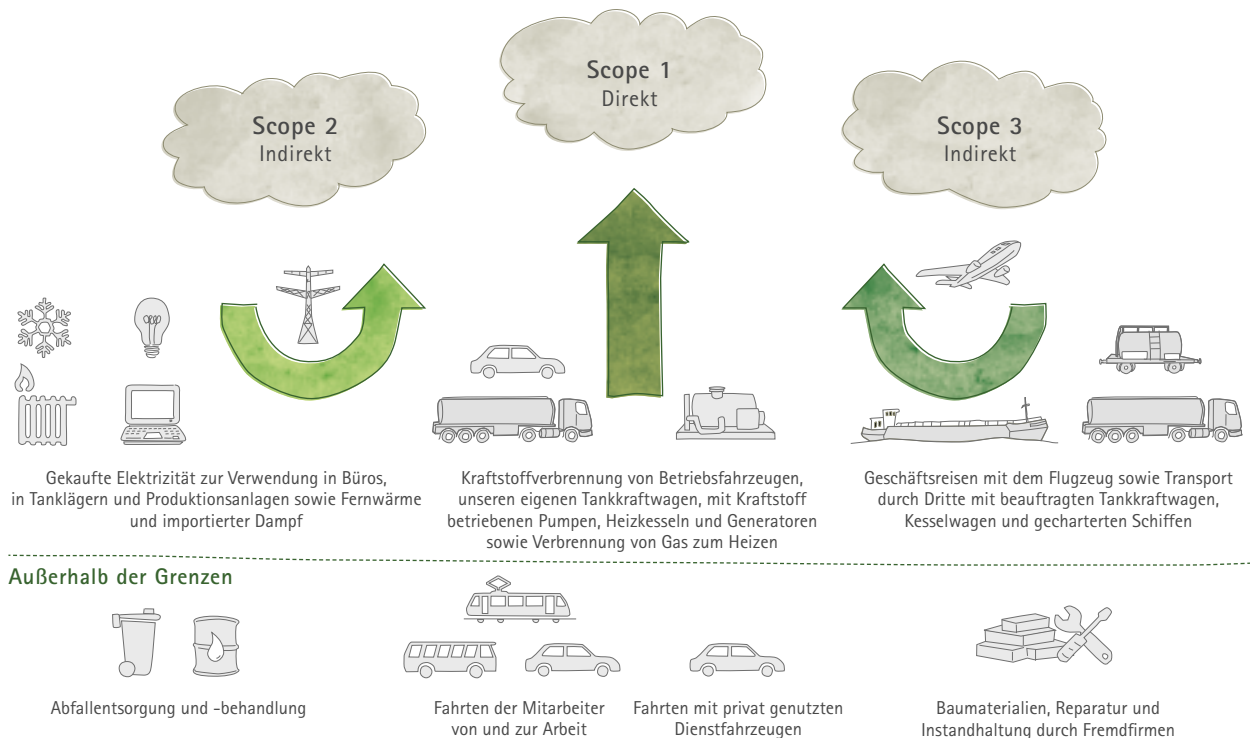 Scope 1
Direkt
Scope 2
Indirekt
Scope 3
Indirekt
Gekaufte Elektrizität zur Verwendung in Büros,
in Tanklägern und Produktionsanlagen sowie Fernwärme
und importierter Dampf
Kraftstoffverbrennung von Betriebsfahrzeugen,
unseren eigenen Tankkraftwagen, mit Kraftstoff
betriebenen Pumpen, Heizkesseln und Generatoren
sowie Verbrennung von Gas zum Heizen
Geschäftsreisen mit dem Flugzeug sowie Transport
durch Dritte mit beauftragten Tankkraftwagen,
Kesselwagen und gecharterten Schiffen
Außerhalb der Grenzen
Abfallentsorgung und -behandlung
Fahrten der Mitarbeiter
von und zur Arbeit
Fahrten mit privat genutzten
Dienstfahrzeugen
Baumaterialien, Reparatur und
Instandhaltung durch Fremdfirmen